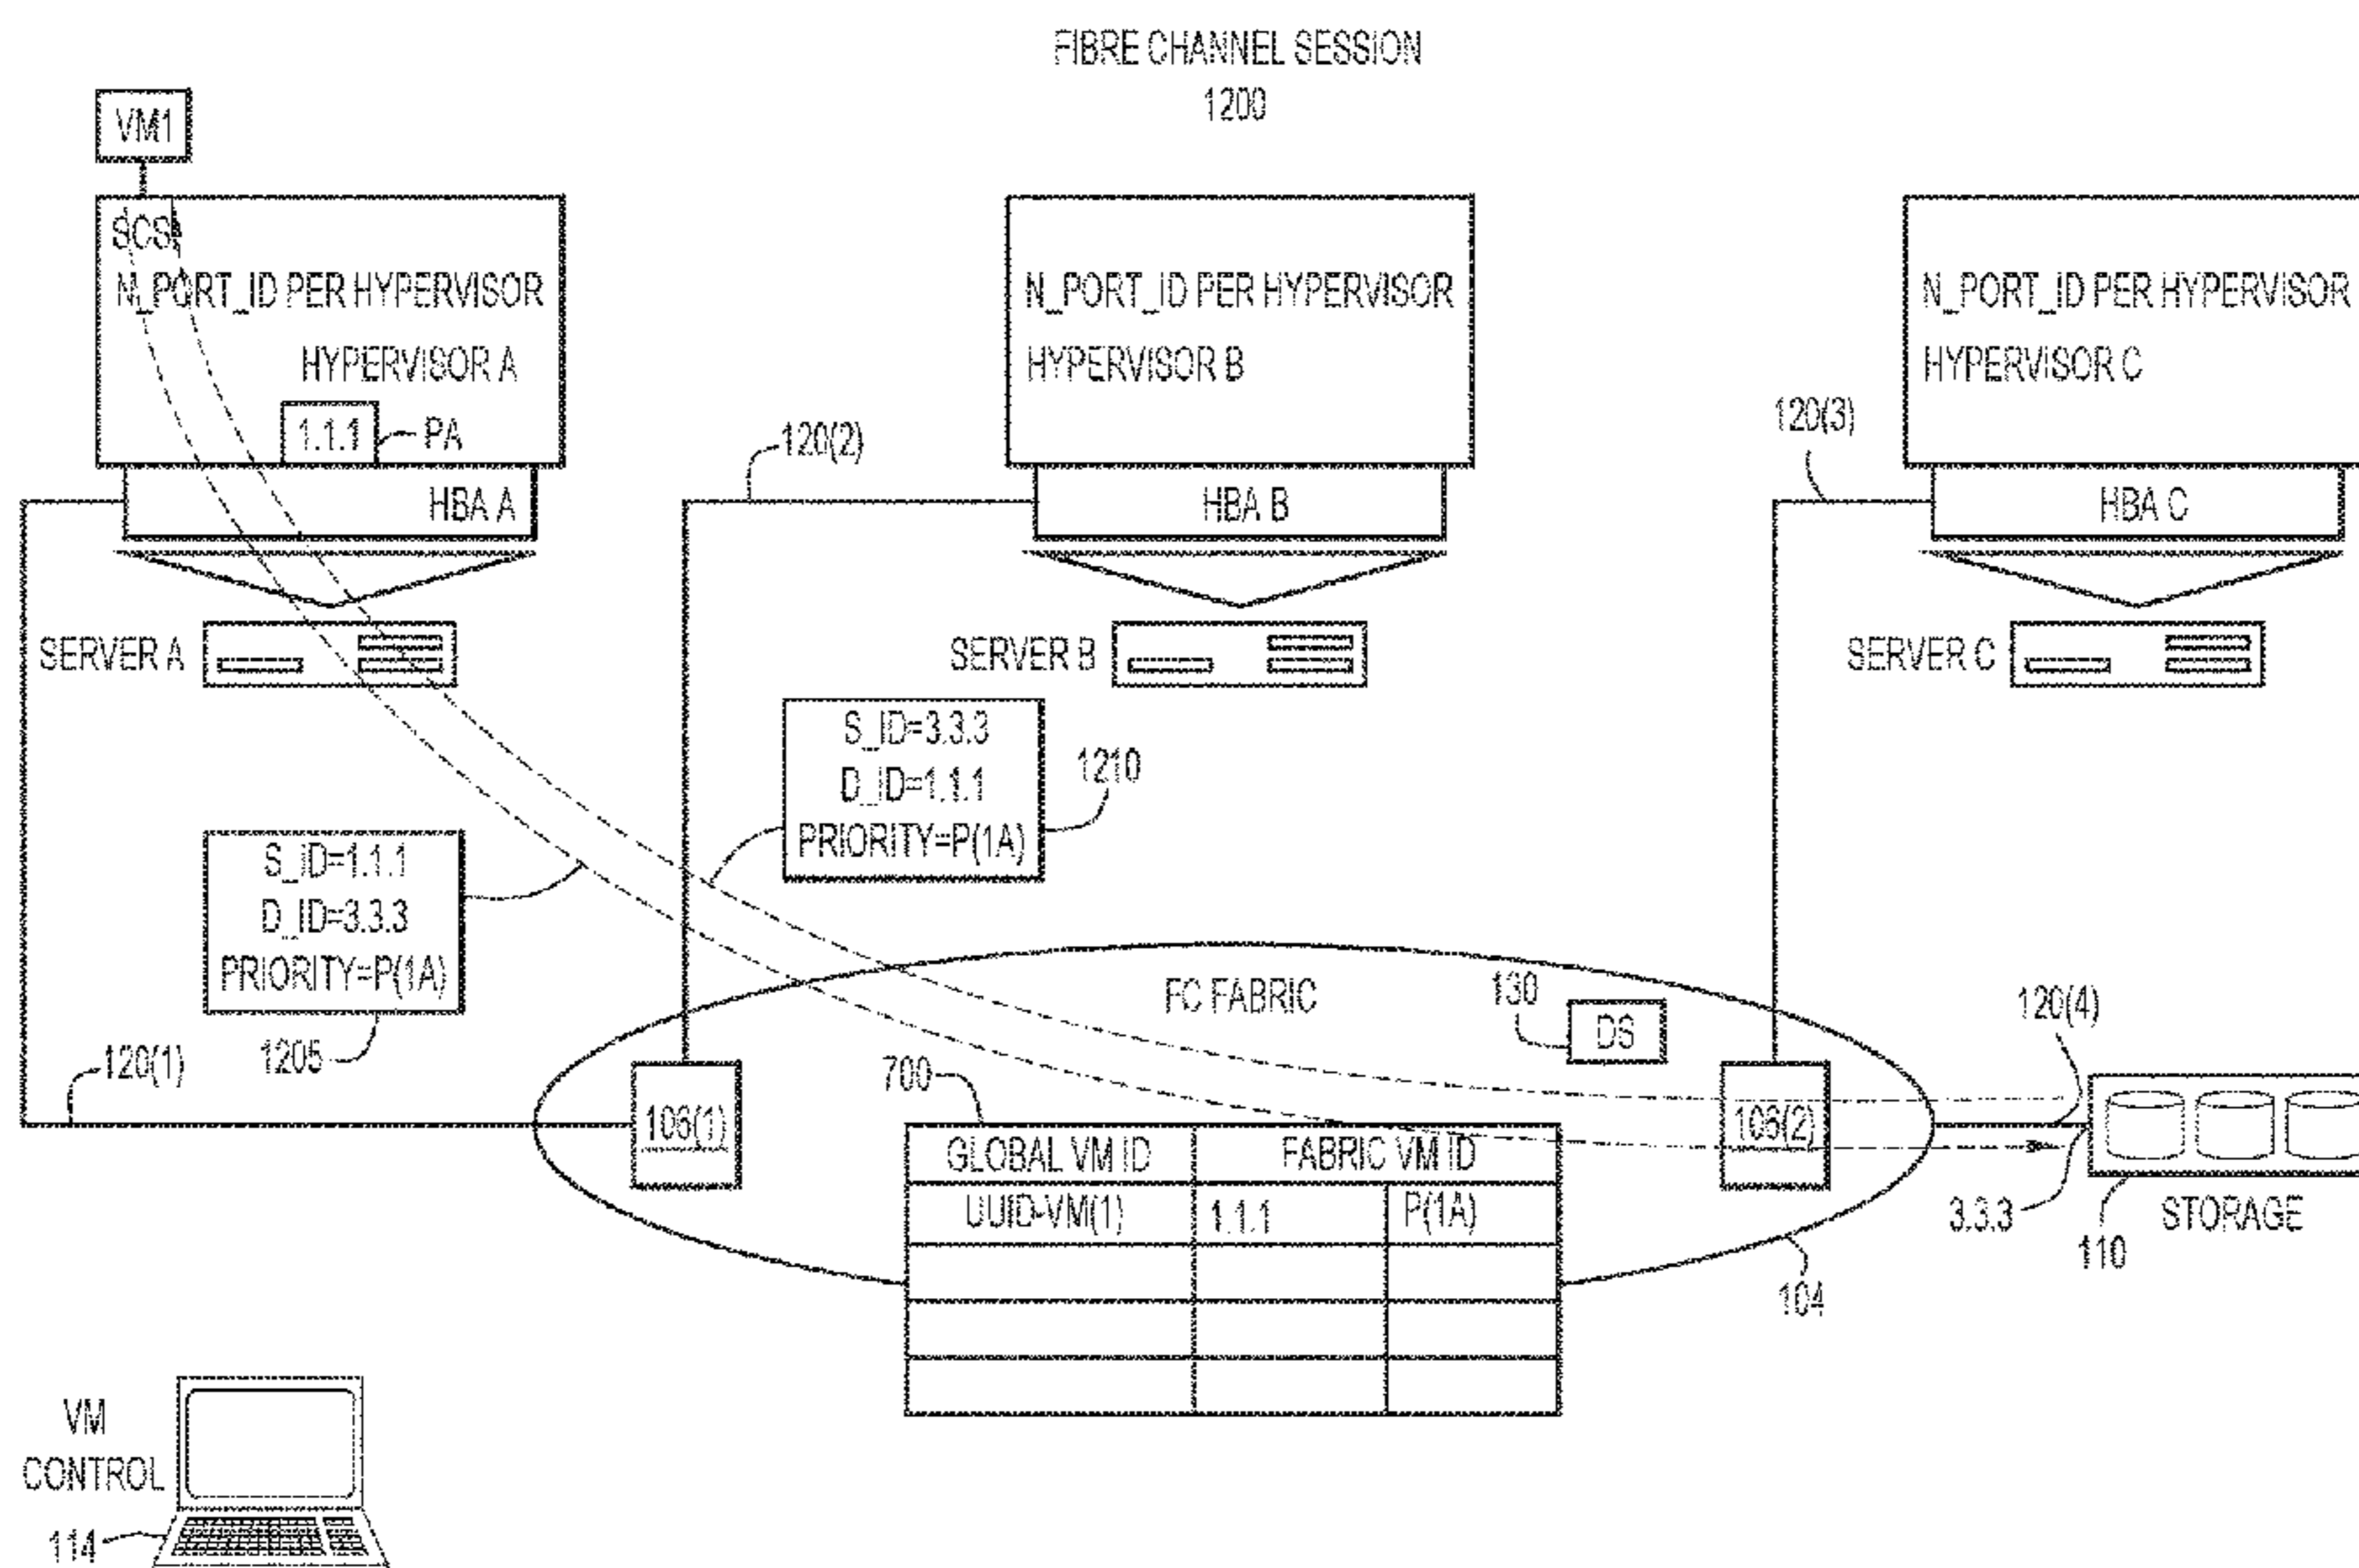 FIBRE CHANNEL SESSION
1200
VM1
SCSI
N_PORT_ID PER HYPERVISOR
HYPERVISOR A
1.1.1
PA
HBA A
SERVER A
N_PORT_ID PER HYPERVISOR
HYPERVISOR B
120(2)
HBA B
SERVER B
N_PORT_ID PER HYPERVISOR
HYPERVISOR C
120(3)
HBA C
SERVER C
S_ID=3.3.3
D_ID=1.1.1
PRIORITY=P(1A)
1210
S_ID=1.1.1
D_ID=3.3.3
PRIORITY=P(1A)
1205
120(1)
FC FABRIC
130
DS
120(4)
700
106(1)
106(2)
GLOBAL VM ID FABRIC VM ID
UUID-VM(1) 1.1.1 P(1A)
3.3.3
110
STORAGE
104
VM
CONTROL
114